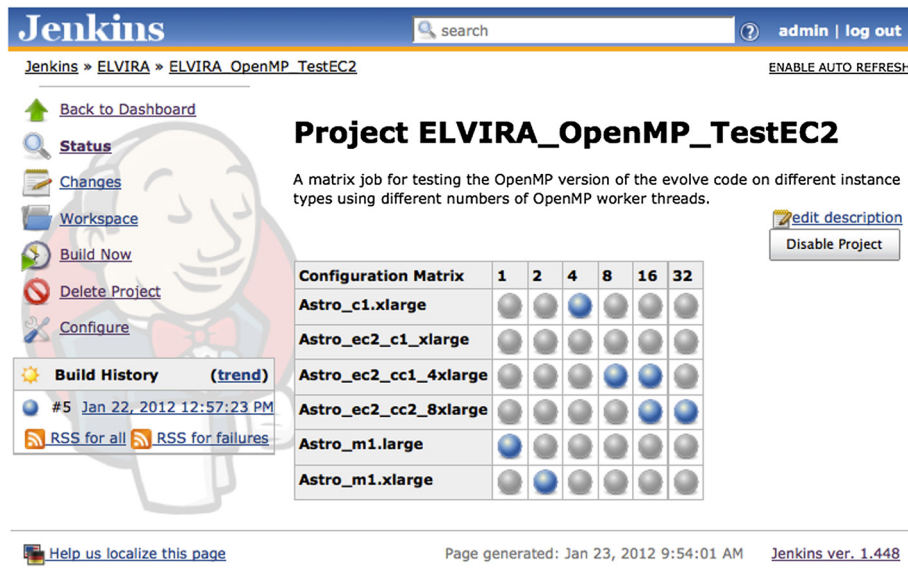 Jenkins
search
admin | log out
Jenkins » ELVIRA » ELVIRA_OpenMP_TestEC2
ENABLE AUTO REFRESH
Back to Dashboard
Status
Changes
Workspace
Build Now
Delete Project
Configure
Build History (trend)
#5 Jan 22, 2012 12:57:23 PM
RSS for all RSS for failures
Project ELVIRA_OpenMP_TestEC2
A matrix job for testing the OpenMP version of the evolve code on different instance
types using different numbers of OpenMP worker threads.
edit description
Disable Project
Configuration Matrix 1 2 4 8 16 32
Astro_c1.xlarge
Astro_ec2_c1_xlarge
Astro_ec2_cc1_4xlarge
Astro_ec2_cc2_8xlarge
Astro_m1.large
Astro_m1.xlarge
Help us localize this page
Page generated: Jan 23, 2012 9:54:01 AM
Jenkins ver. 1.448